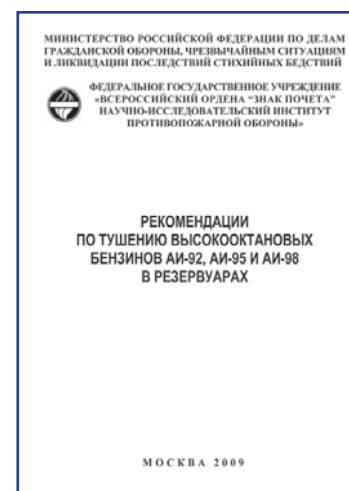 МИНИСТЕРСТВО РОССИЙСКОЙ ФЕДЕРАЦИИ ПО ДЕЛАМ
ГРАЖДАНСКОЙ ОБОРОНЫ, ЧРЕЗВЫЧАЙНЫМ СИТУАЦИЯМ
И ЛИКВИДАЦИИ ПОСЛЕДСТВИЙ СТИХИЙНЫХ БЕДСТВИЙ
ФЕДЕРАЛЬНОЕ ГОСУДАРСТВЕННОЕ УЧРЕЖДЕНИЕ
«ВСЕРОССИЙСКИЙ ОРДЕНА “ЗНАК ПОЧЕТА”
НАУЧНО-ИССЛЕДОВАТЕЛЬСКИЙ ИНСТИТУТ
ПРОТИВОПОЖАРНОЙ ОБОРОНЫ»
РЕКОМЕНДАЦИИ
ПО ТУШЕНИЮ ВЫСОКООКТАНОВЫХ
БЕНЗИНОВ АИ-92, АИ-95 И АИ-98
В РЕЗЕРВУАРАХ
МОСКВА 2009